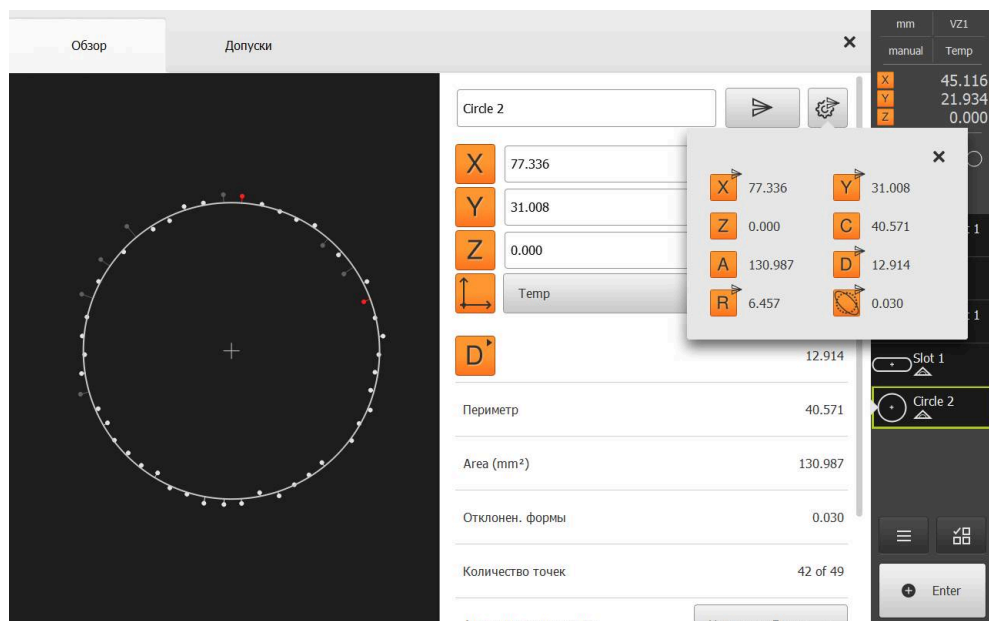 Обзор
Допуски
mm VZ1
manual Temp
X 45.116
Y 21.934
Z 0.000
Circle 2
X 77.336
Y 31.008
Z 0.000
Temp
X 77.336 Y 31.008
Z 0.000 C 40.571
A 130.987 D 12.914
R 6.457 0.030
D 12.914
Периметр 40.571
Area (mm²) 130.987
Отклонен. формы 0.030
Количество точек 42 of 49
1
1
Slot 1
Circle 2
Enter